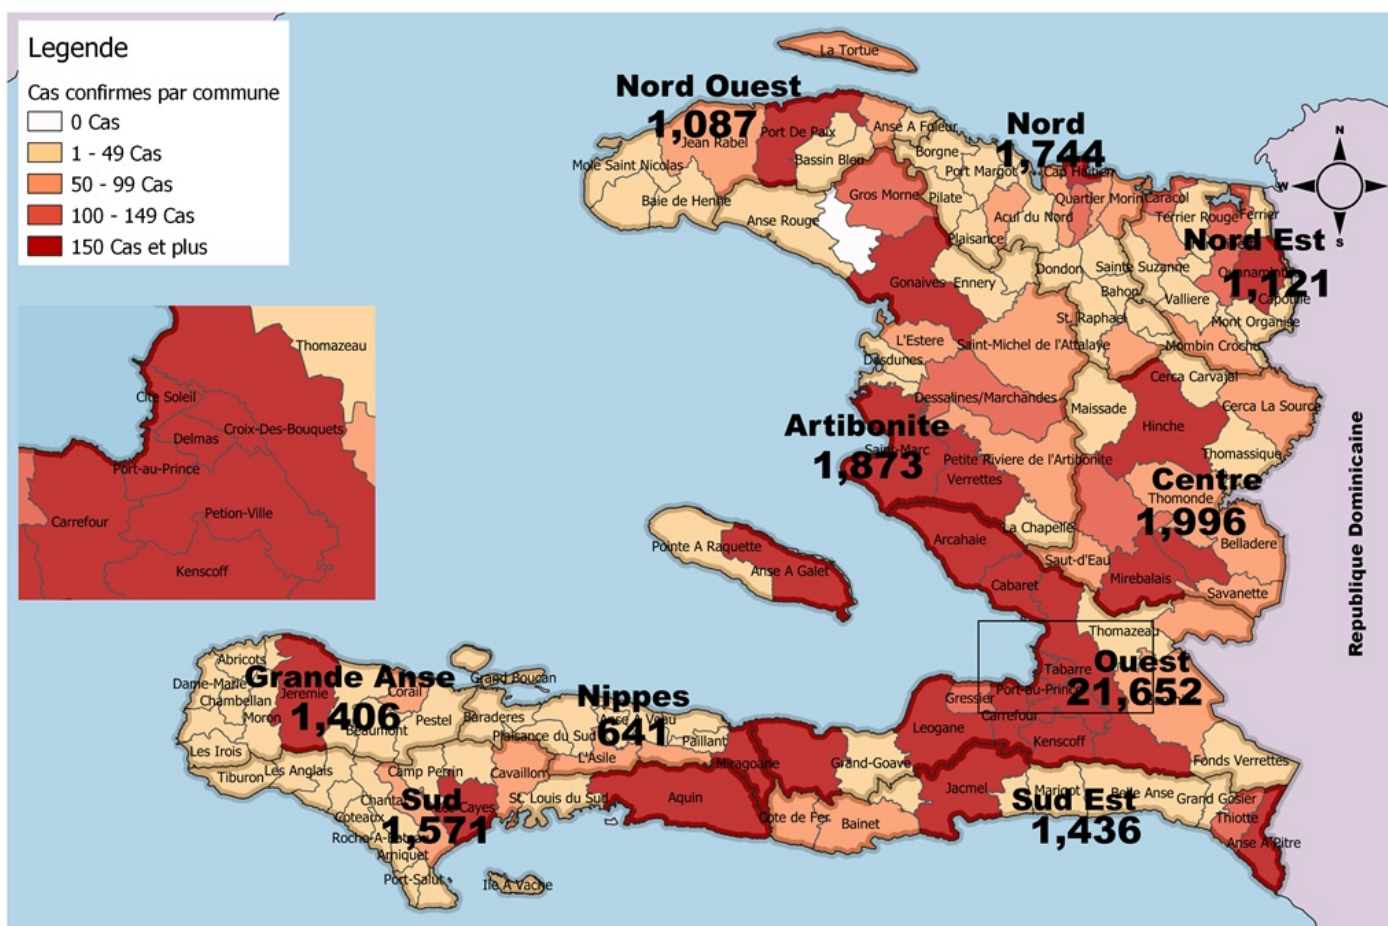 Legende
Cas confirmes par commune
0 Cas
1 - 49 Cas
50 - 99 Cas
100 - 149 Cas
150 Cas et plus
Thomazeau
Cite Soleil
Delmas
Croix-Des-Bouquets
Port-au-Prince
Carrefour
Petion-Ville
Kenscoff
La Tortue
Nord Ouest
1,087
Port De Paix
Jean Rabel
Anse A Foleur
Mole Saint Nicolas
Bassin Bleu
Baie de Henne
Anse Rouge
Gros Morne
Nord
1,744
Borgne
Port Margot
Cap Haitien
Pilate
Quartier Morin
Caracol
Acul du Nord
Terrier Rouge
Ferrier
Plaisance
N
W
S
Nord Est
1,121
Ouanaminthe
Capotille
Gonaives
Ennery
Dondon
Sainte Suzanne
Bahon
Valliere
St. Raphael
Mont Organise
L'Estere
Saint-Michel de l'Attalaye
Mombin Crochu
Desdunes
Cerca Carvajal
Dessalines/Marchandes
Maissade
Cerca La Source
Artibonite
1,873
Saint-Marc
Hinche
Petite Riviere de l'Artibonite
Verrettes
Thomassique
Centre
1,996
Thomonde
La Chapelle
Republique Dominicaine
Pointe A Raquette
Anse A Galet
Arcahaie
Belladere
Saut-d'Eau
Cabaret
Mirebalais
Savanette
Thomazeau
Ouest
21,652
Tabarre
Port-au-Prince
Gressier
Carrefour
Leogane
Kenscoff
Fonds Verrettes
Abricots
Dame-Marie
Chambellan
Moron
Grande Anse
1,406
Jeremie
Corail
Grand Boucan
Beaumont
Pestel
Baraderes
Nippes
641
Anse A Veau
Plaisance du Sud
Paillant
Les Irois
L'Asile
Miragoane
Grand-Goave
Tiburon
Les Anglais
Camp Perrin
Cavaillon
Sud
1,571
St. Louis du Sud
Aquin
Coteaux
Arniquet
Port-Salut
Ile A Vache
Jacmel
Marigot
Belle Anse
Grand Gosier
Sud Est
1,436
Cote de Fer
Bainet
Thiotte
Anse A Pitre